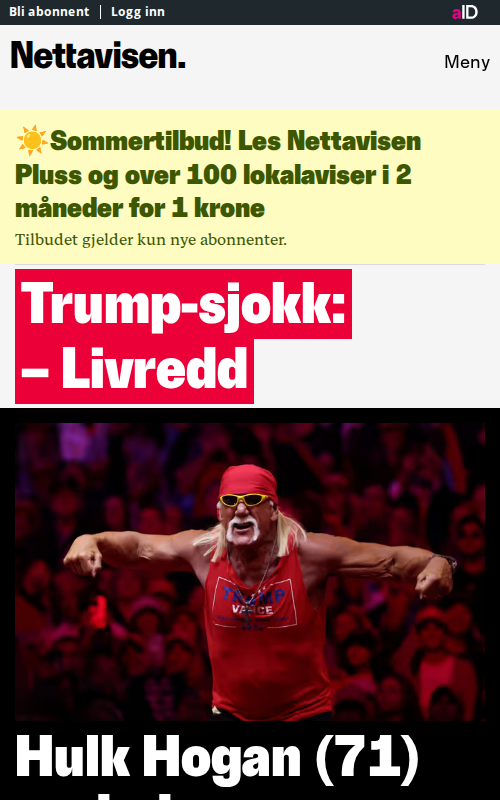 Bli abonnent
Logg inn
aID
Nettavisen.
Meny
Sommertilbud! Les Nettavisen
Pluss og over 100 lokalaviser i 2
måneder for 1 krone
Tilbudet gjelder kun nye abonnenter.
Trump-sjokk:
– Livredd
TRUMP
VANCE
Hulk Hogan (71)